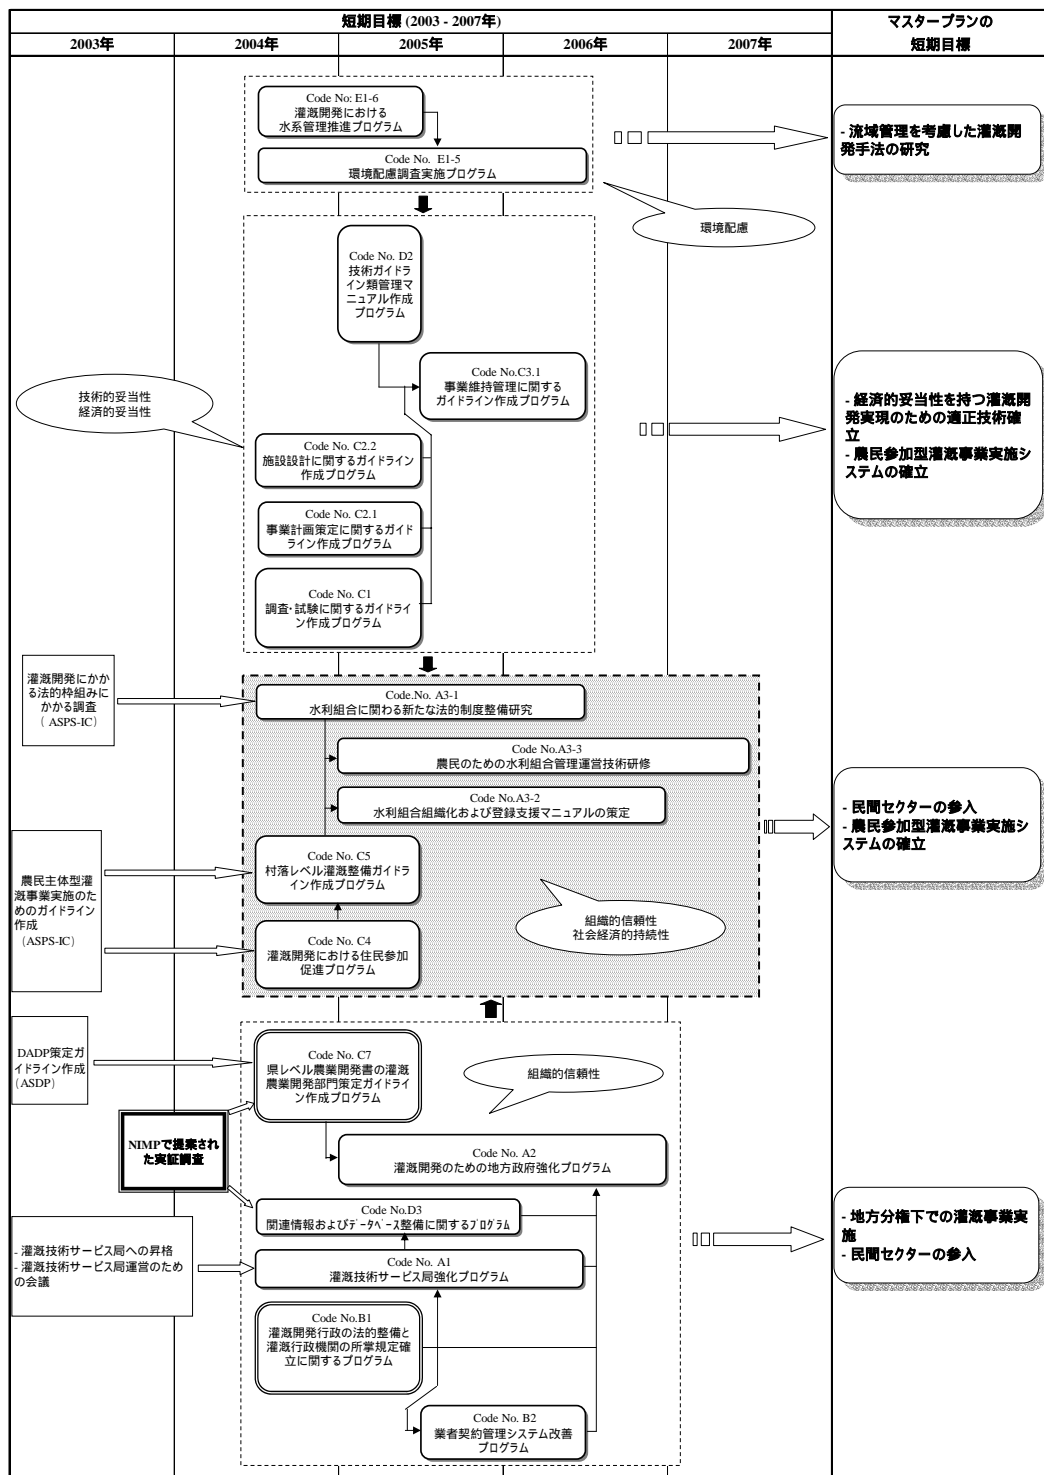 短期目標 (2003 - 2007年)
マスタープランの
短期目標
2003年
2004年
2005年
2006年
2007年
Code No: E1-6
灌漑開発における
水系管理推進プログラム
Code No. E1-5
環境配慮調査実施プログラム
- 流域管理を考慮した灌漑開
発手法の研究
環境配慮
Code No. D2
技術ガイドラ
イン類管理マ
ニュアル作成
プログラム
Code No.C3.1
事業維持管理に関する
ガイドライン作成プログラム
技術的妥当性
経済的妥当性
- 経済的妥当性を持つ灌漑開
発実現のための適正技術確
立
- 農民参加型灌漑事業実施シ
ステムの確立
Code No. C2.2
施設設計に関するガイドライン
作成プログラム
Code No. C2.1
事業計画策定に関するガイド
ライン作成プログラム
Code No. C1
調査・試験に関するガイドライ
ン作成プログラム
灌漑開発にかか
る法的枠組みに
かかる調査
( ASPS-IC)
Code.No. A3-1
水利組合に関わる新たな法的制度整備研究
Code No.A3-3
農民のための水利組合管理運営技術研修
Code No.A3-2
水利組合組織化および登録支援マニュアルの策定
- 民間セクターの参入
- 農民参加型灌漑事業実施シ
ステムの確立
農民主体型灌
漑事業実施のた
めのガイドライン
作成
(ASPS-IC)
Code No. C5
村落レベル灌漑整備ガイドラ
イン作成プログラム
Code No. C4
灌漑開発における住民参加
促進プログラム
組織的信頼性
社会経済的持続性
DADP策定ガ
イドライン作成
(ASDP)
Code No. C7
県レベル農業開発書の灌漑
農業開発部門策定ガイドライ
ン作成プログラム
組織的信頼性
NIMPで提案され
た実証調査
Code No. A2
灌漑開発のための地方政府強化プログラム
Code No.D3
関連情報およびデータベース整備に関するプログラム
- 地方分権下での灌漑事業実
施
- 民間セクターの参入
- 灌漑技術サービス局への昇格
- 灌漑技術サービス局運営のため
の会議
Code No. A1
灌漑技術サービス局強化プログラム
Code No.B1
灌漑開発行政の法的整備と
灌漑行政機関の所掌規定確
立に関するプログラム
Code No. B2
業者契約管理システム改善
プログラム